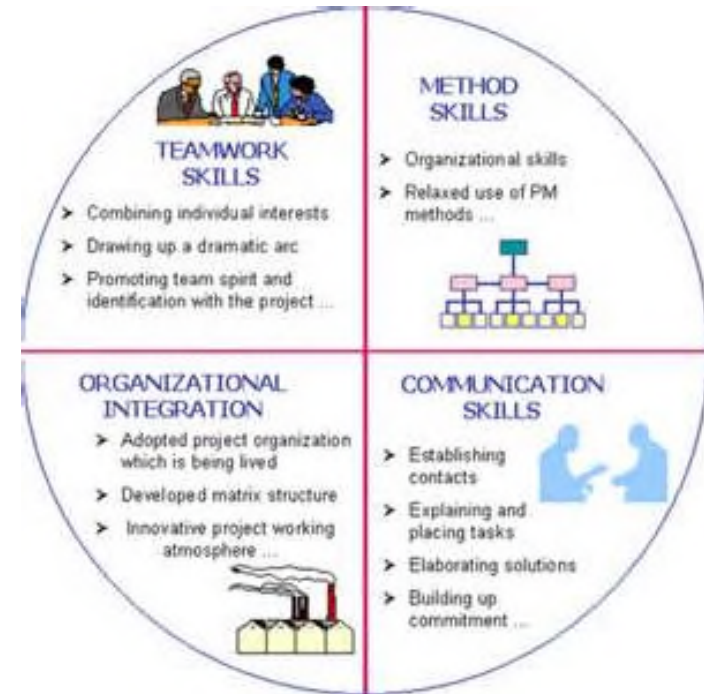 TEAMWORK
SKILLS
➤ Combining individual interests
➤ Drawing up a dramatic arc
➤ Promoting team spirit and
identification with the project ...
METHOD
SKILLS
➤ Organizational skills
➤ Relaxed use of PM
methods ...
ORGANIZATIONAL
INTEGRATION
➤ Adopted project organization
which is being lived
➤ Developed matrix structure
➤ Innovative project working
atmosphere ...
COMMUNICATION
SKILLS
➤ Establishing
contacts
➤ Explaining and
placing tasks
➤ Elaborating solutions
➤ Building up
commitment ...